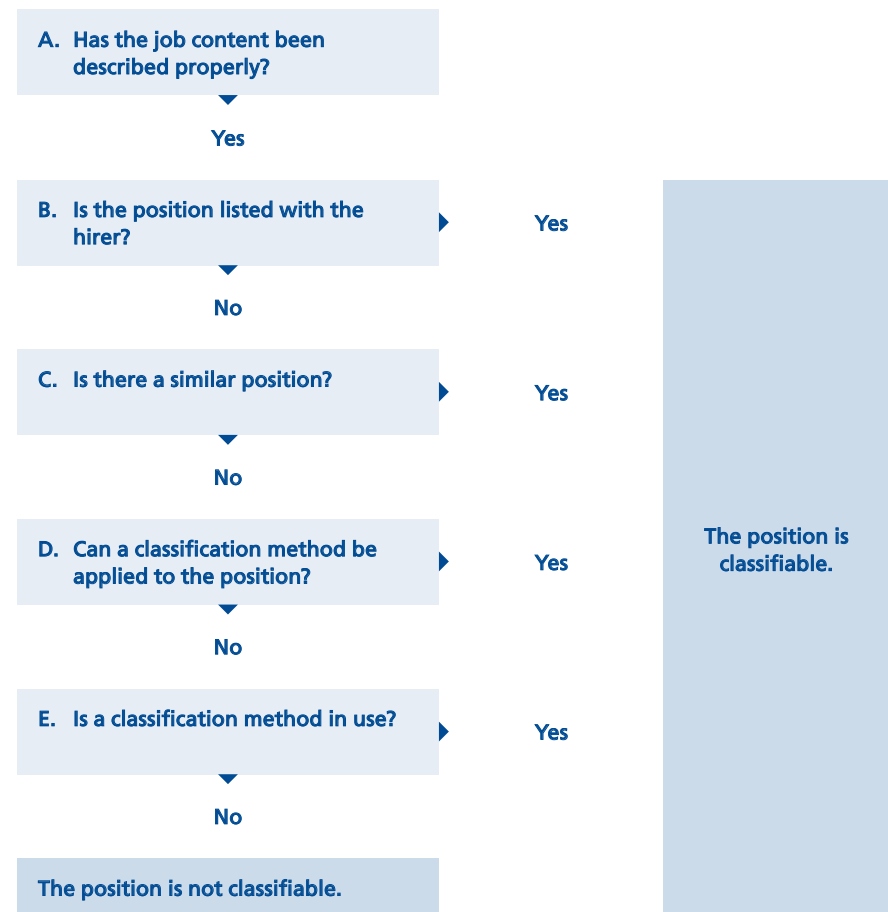 A. Has the job content been
described properly?
Yes
B. Is the position listed with the
hirer?
Yes
No
C. Is there a similar position?
Yes
No
D. Can a classification method be
applied to the position?
Yes
No
E. Is a classification method in use?
Yes
No
The position is not classifiable.
The position is
classifiable.